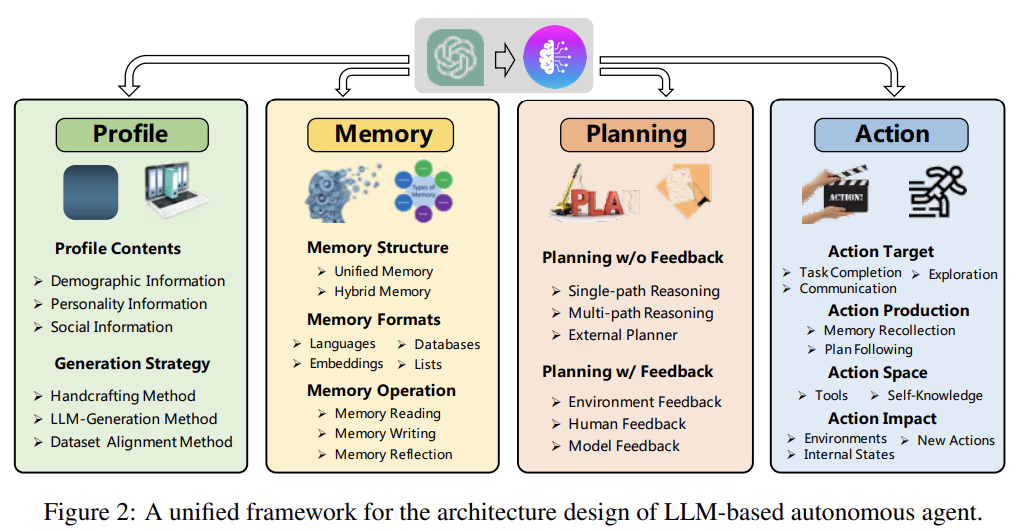 Profile
Profile Contents
➢ Demographic Information
➢ Personality Information
➢ Social Information
Generation Strategy
➢ Handcrafting Method
➢ LLM-Generation Method
➢ Dataset Alignment Method
Memory
Types of
Memory
Memory Structure
➢ Unified Memory
➢ Hybrid Memory
Memory Formats
➢ Languages ➢ Databases
➢ Embeddings ➢ Lists
Memory Operation
➢ Memory Reading
➢ Memory Writing
➢ Memory Reflection
Planning
PLAN
Planning w/o Feedback
➢ Single-path Reasoning
➢ Multi-path Reasoning
➢ External Planner
Planning w/ Feedback
➢ Environment Feedback
➢ Human Feedback
➢ Model Feedback
Action
ACTION!
Action Target
➢ Task Completion ➢ Exploration
➢ Communication
Action Production
➢ Memory Recollection
➢ Plan Following
Action Space
➢ Tools ➢ Self-Knowledge
Action Impact
➢ Environments ➢ New Actions
➢ Internal States
Figure 2: A unified framework for the architecture design of LLM-based autonomous agent.